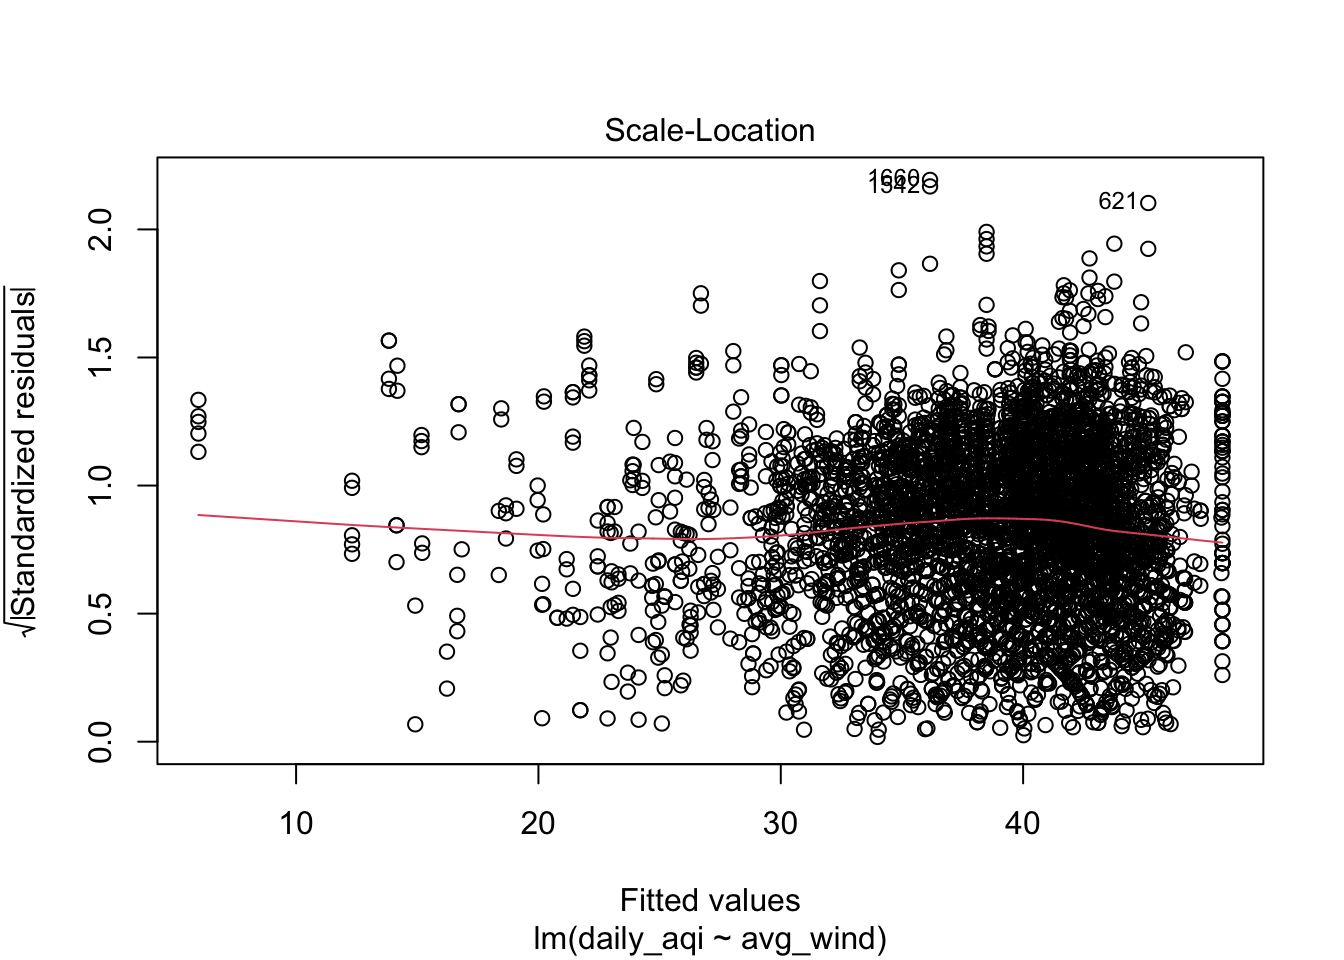 Scale-Location
√|Standardized residuals|
2.0
1.5
1.0
0.5
0.0
1660
1542
621
10 20 30 40
Fitted values
lm(daily_aqi ~ avg_wind)